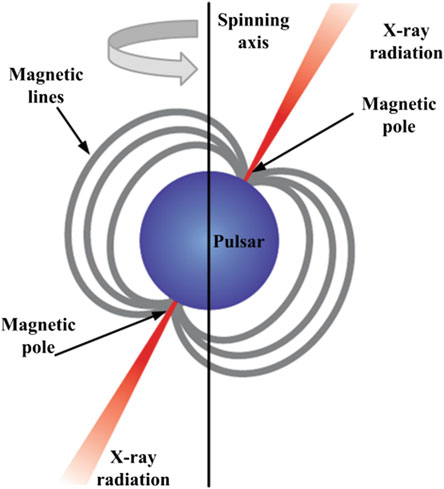 Spinning
axis
X-ray
radiation
Magnetic
lines
Magnetic
pole
Pulsar
Magnetic
pole
X-ray
radiation